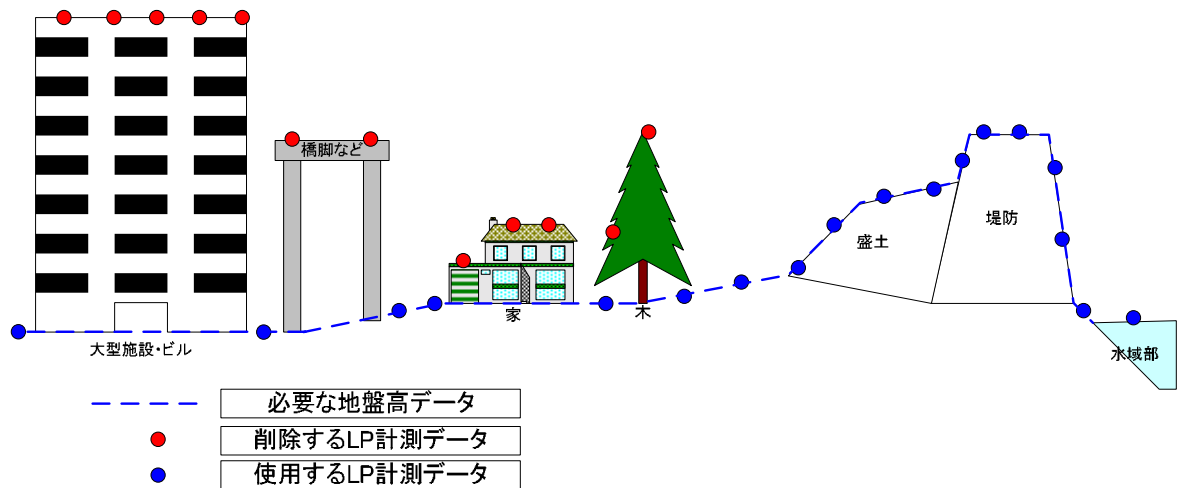 橋脚など
堤防
盛土
家
木
大型施設・ビル
水域部
必要な地盤高データ
削除するLP計測データ
使用するLP計測データ